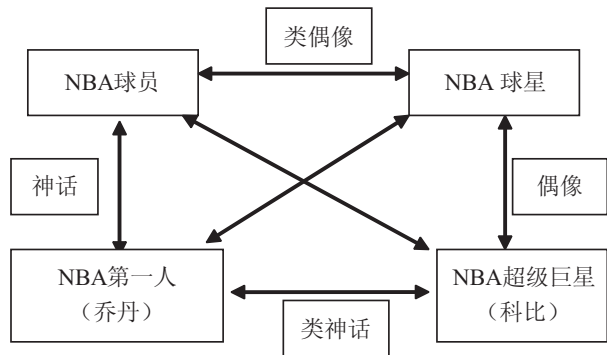 类偶像
NBA球员
NBA 球星
神话
偶像
NBA第一人
（乔丹）
NBA超级巨星
（科比）
类神话